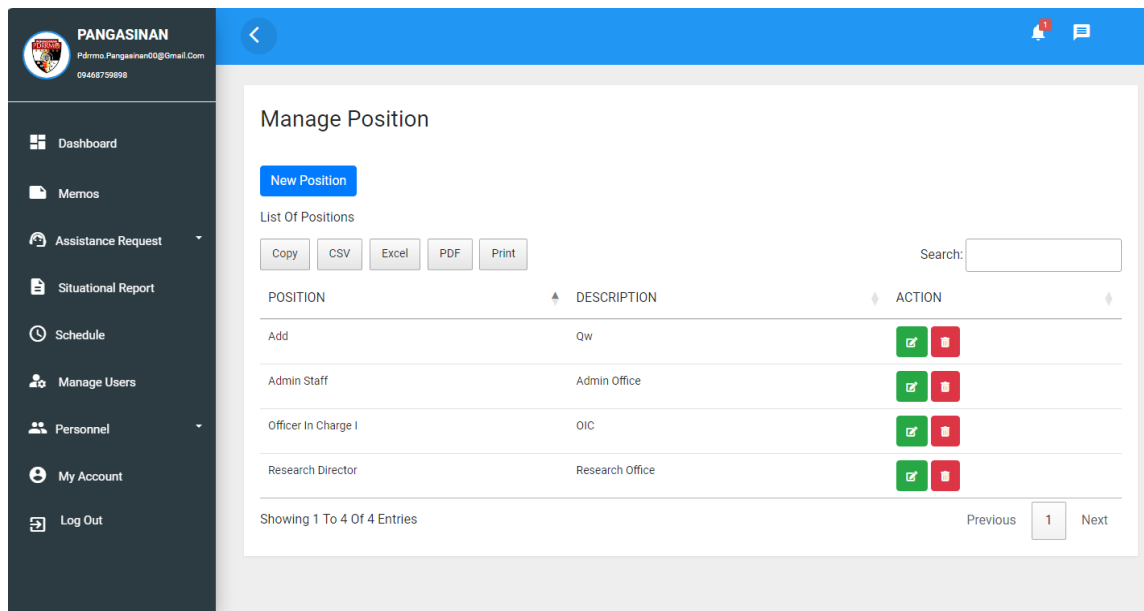 PDRRMO
PANGASINAN
Pdrrmo.Pangasinan00@Gmail.Com
09468759898
Dashboard
Memos
Assistance Request
Situational Report
Schedule
Manage Users
Personnel
My Account
Log Out
1
Manage Position
New Position
List Of Positions
Copy CSV Excel PDF Print Search:
POSITION DESCRIPTION ACTION
Add Qw
Admin Staff Admin Office
Officer In Charge I OIC
Research Director Research Office
Showing 1 To 4 Of 4 Entries Previous 1 Next